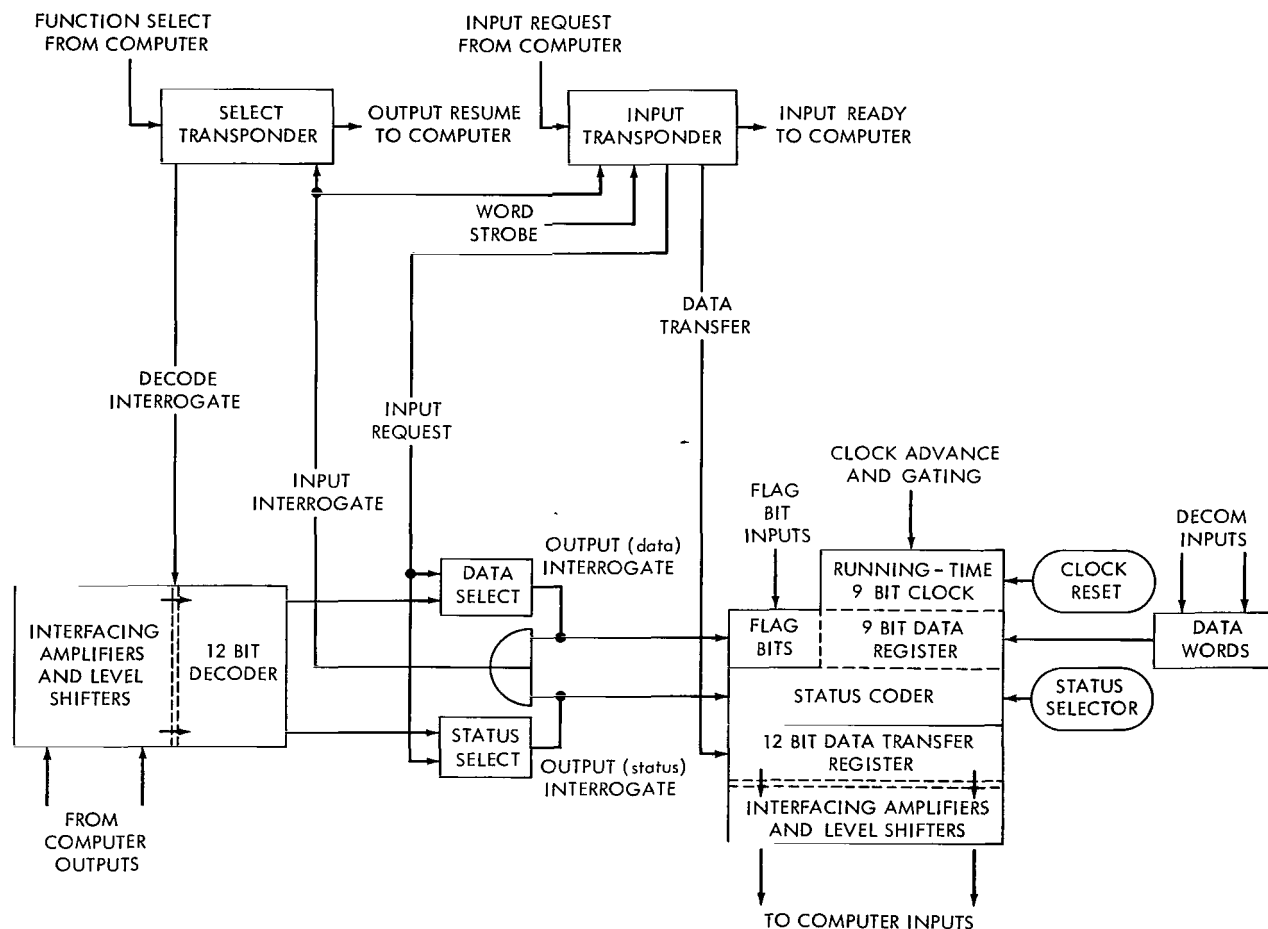 FUNCTION SELECT
FROM COMPUTER
INPUT REQUEST
FROM COMPUTER
SELECT
TRANSPONDER
OUTPUT RESUME
TO COMPUTER
INPUT
TRANSPONDER
INPUT READY
TO COMPUTER
WORD
STROBE
DATA
TRANSFER
DECODE
INTERROGATE
INPUT
REQUEST
INPUT
INTERROGATE
CLOCK ADVANCE
AND GATING
FLAG
BIT
INPUTS
DECOM
INPUTS
OUTPUT (data)
INTERROGATE
DATA
SELECT
RUNNING-TIME
9 BIT CLOCK
CLOCK
RESET
INTERFACING
AMPLIFIERS
AND LEVEL
SHIFTERS
12 BIT
DECODER
FLAG
BITS
9 BIT DATA
REGISTER
DATA
WORDS
STATUS CODER
STATUS
SELECTOR
STATUS
SELECT
OUTPUT (status)
INTERROGATE
12 BIT DATA TRANSFER
REGISTER
INTERFACING AMPLIFIERS
AND LEVEL SHIFTERS
FROM
COMPUTER
OUTPUTS
TO COMPUTER INPUTS